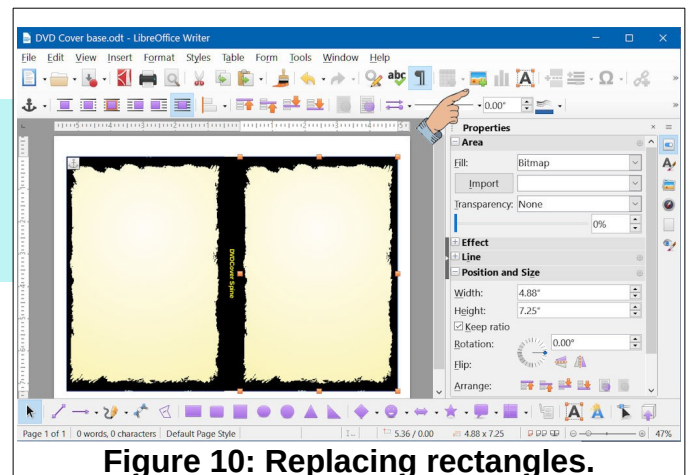 DVD Cover base.odt - LibreOffice Writer
File Edit View Insert Format Styles Table Form Tools Window Help
abc ¶ A Ω
0.00°
Properties
Area
Fill: Bitmap
Import
Transparency: None
0%
Effect
Line
Position and Size
Width: 4.88"
Height: 7.25"
Keep ratio
Rotation: 0.00°
Flip:
Arrange:
DVDCover Spine
Page 1 of 1 0 words, 0 characters Default Page Style 5.36 / 0.00 4.88 x 7.25 47%
Figure 10: Replacing rectangles.